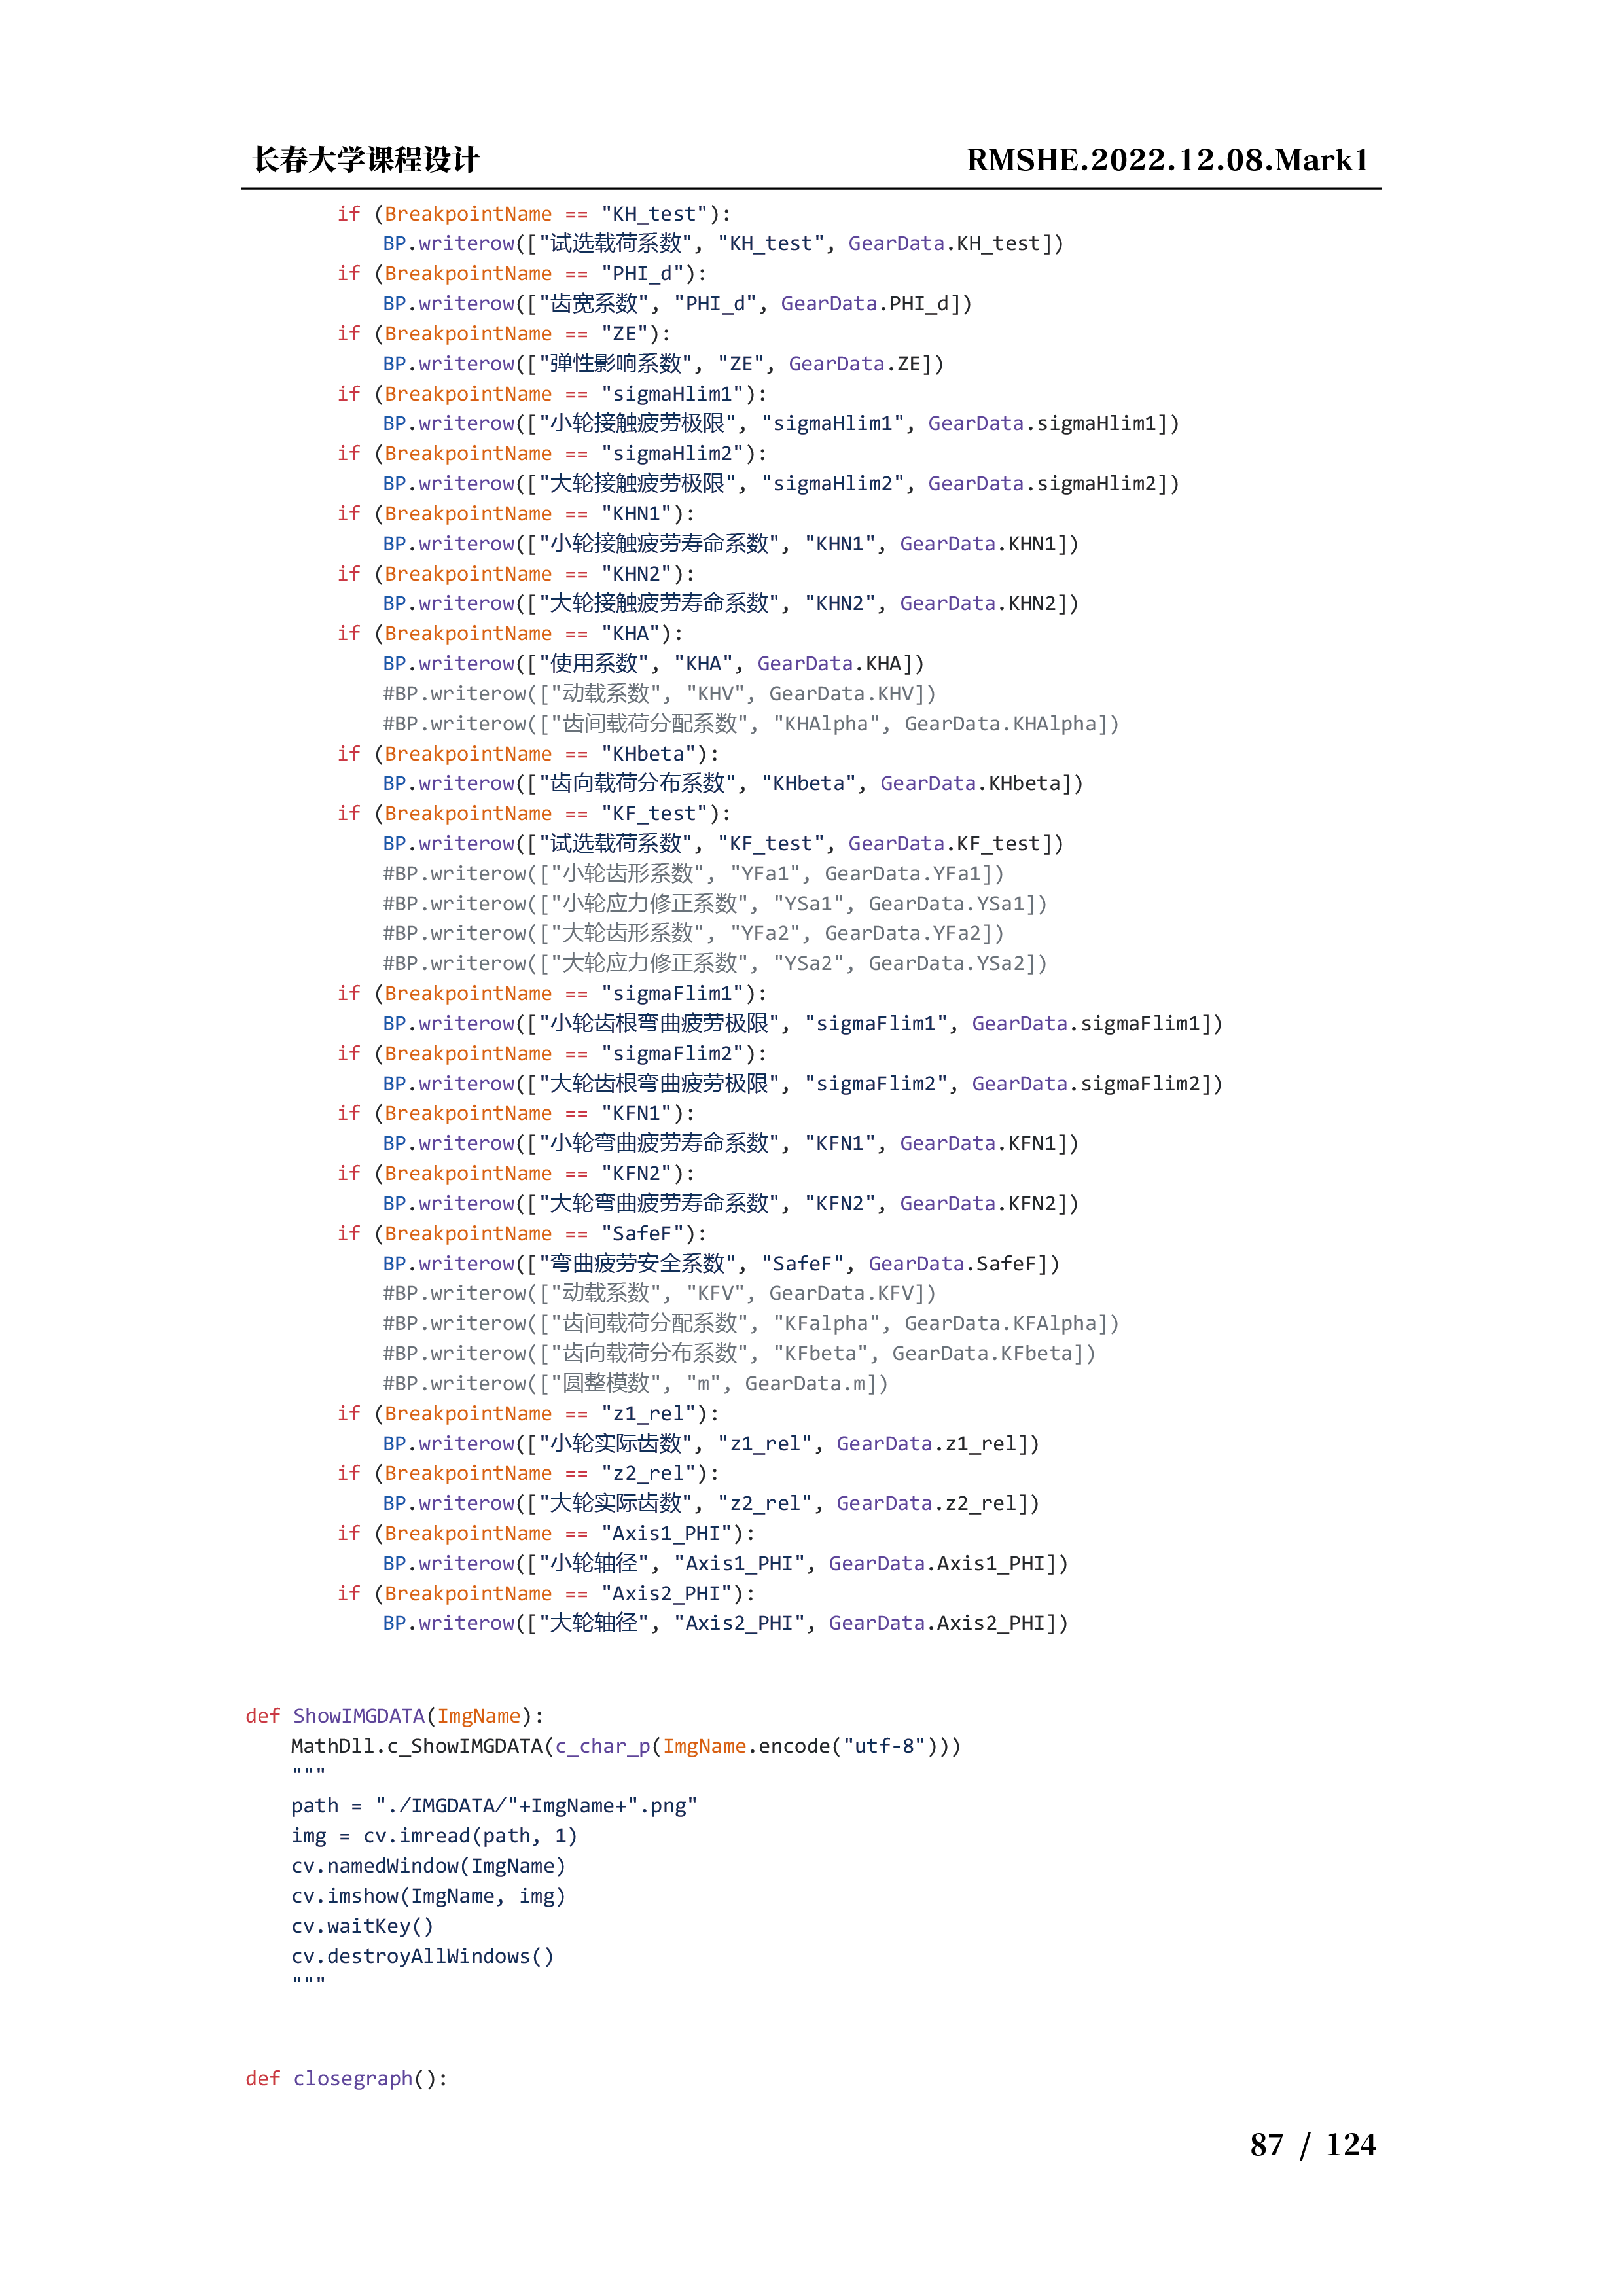 长春大学课程设计 RMSHE.2022.12.08.Mark1
        if (BreakpointName == "KH_test"):
            BP.writerow(["试选载荷系数", "KH_test", GearData.KH_test])
        if (BreakpointName == "PHI_d"):
            BP.writerow(["齿宽系数", "PHI_d", GearData.PHI_d])
        if (BreakpointName == "ZE"):
            BP.writerow(["弹性影响系数", "ZE", GearData.ZE])
        if (BreakpointName == "sigmaHlim1"):
            BP.writerow(["小轮接触疲劳极限", "sigmaHlim1", GearData.sigmaHlim1])
        if (BreakpointName == "sigmaHlim2"):
            BP.writerow(["大轮接触疲劳极限", "sigmaHlim2", GearData.sigmaHlim2])
        if (BreakpointName == "KHN1"):
            BP.writerow(["小轮接触疲劳寿命系数", "KHN1", GearData.KHN1])
        if (BreakpointName == "KHN2"):
            BP.writerow(["大轮接触疲劳寿命系数", "KHN2", GearData.KHN2])
        if (BreakpointName == "KHA"):
            BP.writerow(["使用系数", "KHA", GearData.KHA])
            #BP.writerow(["动载系数", "KHV", GearData.KHV])
            #BP.writerow(["齿间载荷分配系数", "KHAlpha", GearData.KHAlpha])
        if (BreakpointName == "KHbeta"):
            BP.writerow(["齿向载荷分布系数", "KHbeta", GearData.KHbeta])
        if (BreakpointName == "KF_test"):
            BP.writerow(["试选载荷系数", "KF_test", GearData.KF_test])
            #BP.writerow(["小轮齿形系数", "YFa1", GearData.YFa1])
            #BP.writerow(["小轮应力修正系数", "YSa1", GearData.YSa1])
            #BP.writerow(["大轮齿形系数", "YFa2", GearData.YFa2])
            #BP.writerow(["大轮应力修正系数", "YSa2", GearData.YSa2])
        if (BreakpointName == "sigmaFlim1"):
            BP.writerow(["小轮齿根弯曲疲劳极限", "sigmaFlim1", GearData.sigmaFlim1])
        if (BreakpointName == "sigmaFlim2"):
            BP.writerow(["大轮齿根弯曲疲劳极限", "sigmaFlim2", GearData.sigmaFlim2])
        if (BreakpointName == "KFN1"):
            BP.writerow(["小轮弯曲疲劳寿命系数", "KFN1", GearData.KFN1])
        if (BreakpointName == "KFN2"):
            BP.writerow(["大轮弯曲疲劳寿命系数", "KFN2", GearData.KFN2])
        if (BreakpointName == "SafeF"):
            BP.writerow(["弯曲疲劳安全系数", "SafeF", GearData.SafeF])
            #BP.writerow(["动载系数", "KFV", GearData.KFV])
            #BP.writerow(["齿间载荷分配系数", "KFalpha", GearData.KFAlpha])
            #BP.writerow(["齿向载荷分布系数", "KFbeta", GearData.KFbeta])
            #BP.writerow(["圆整模数", "m", GearData.m])
        if (BreakpointName == "z1_rel"):
            BP.writerow(["小轮实际齿数", "z1_rel", GearData.z1_rel])
        if (BreakpointName == "z2_rel"):
            BP.writerow(["大轮实际齿数", "z2_rel", GearData.z2_rel])
        if (BreakpointName == "Axis1_PHI"):
            BP.writerow(["小轮轴径", "Axis1_PHI", GearData.Axis1_PHI])
        if (BreakpointName == "Axis2_PHI"):
            BP.writerow(["大轮轴径", "Axis2_PHI", GearData.Axis2_PHI])
def ShowIMGDATA(ImgName):
    MathDll.c_ShowIMGDATA(c_char_p(ImgName.encode("utf-8")))
    """
    path = "./IMGDATA/"+ImgName+".png"
    img = cv.imread(path, 1)
    cv.namedWindow(ImgName)
    cv.imshow(ImgName, img)
    cv.waitKey()
    cv.destroyAllWindows()
    """
def closegraph():
87 / 124